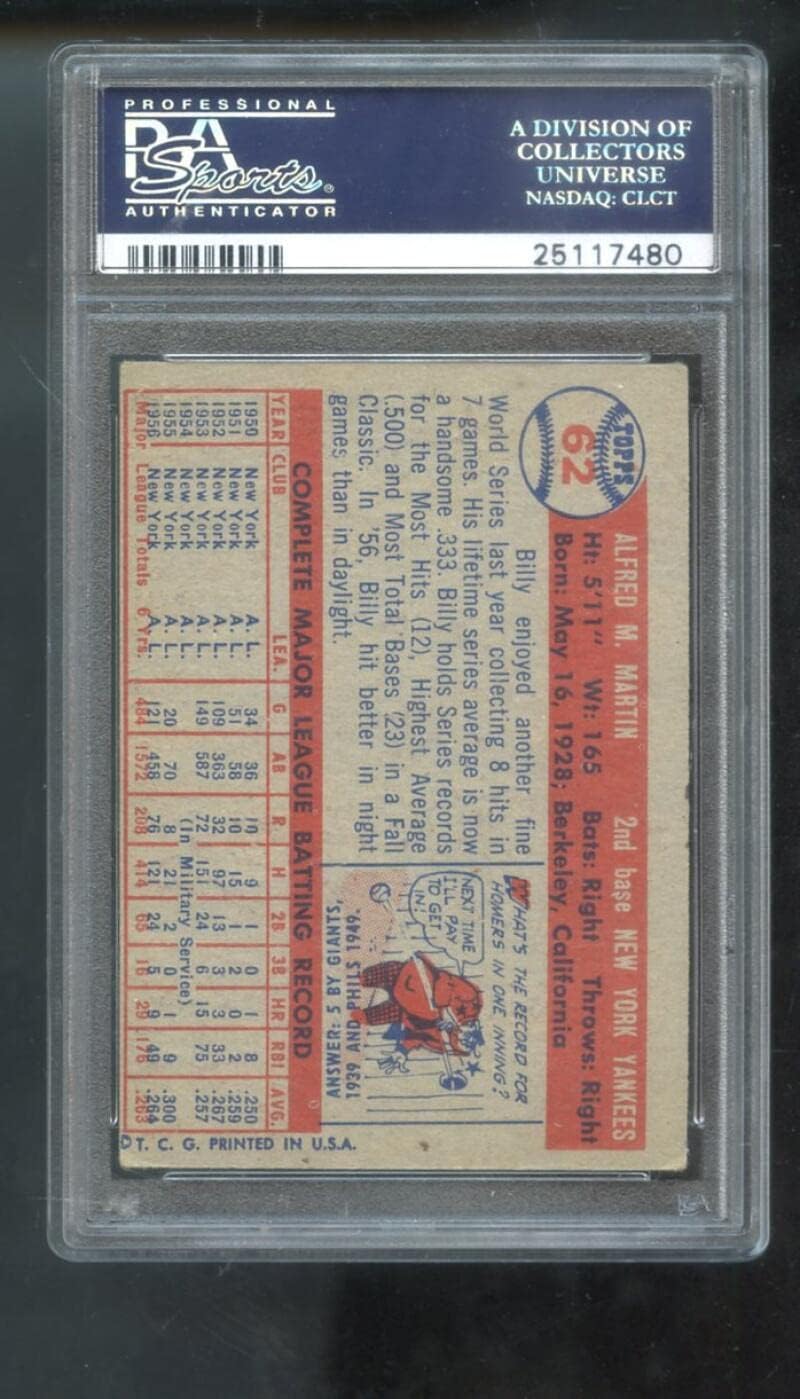 PROFESSIONAL
PSA
Sports®
AUTHENTICATOR
A DIVISION OF
COLLECTORS
UNIVERSE
NASDAQ: CLCT
25117480
TOPPS
62
ALFRED M. MARTIN 2nd base NEW YORK YANKEES
Ht: 5'11" Wt: 165 Bats: Right Throws: Right
Born: May 16, 1928; Berkeley, California
Billy enjoyed another fine
World Series last year collecting 8 hits in
7 games. His lifetime series average is now
a handsome .333. Billy holds Series records
for the Most Hits (12), Highest Average
(.500) and Most Total Bases (23) in a Fall
Classic. In '56, Billy hit better in night
games than in daylight.
WHAT'S THE RECORD FOR
HOMERS IN ONE INNING?
NEXT TIME
I'LL PAY
TO GET
IN!
ANSWER: 5 BY GIANTS,
1939 AND PHILS 1949.
COMPLETE MAJOR LEAGUE BATTING RECORD
YEAR CLUB LEA. G AB R H 2B 3B HR RBI AVG.
1950 New York A. L. 34 36 10 9 1 0 1 8 .250
1951 New York A. L. 51 58 10 15 1 2 0 2 .259
1952 New York A. L. 109 363 32 97 13 3 3 33 .267
1953 New York A. L. 149 587 72 151 24 6 15 75 .257
1954 New York A. L. (In Military Service)
1955 New York A. L. 20 70 8 21 2 0 1 9 .300
1956 New York A. L. 121 458 76 121 24 5 9 49 .264
Major League Totals 6 Yrs. 484 1572 208 414 65 16 29 176 .263
© T. C. G. PRINTED IN U.S.A.